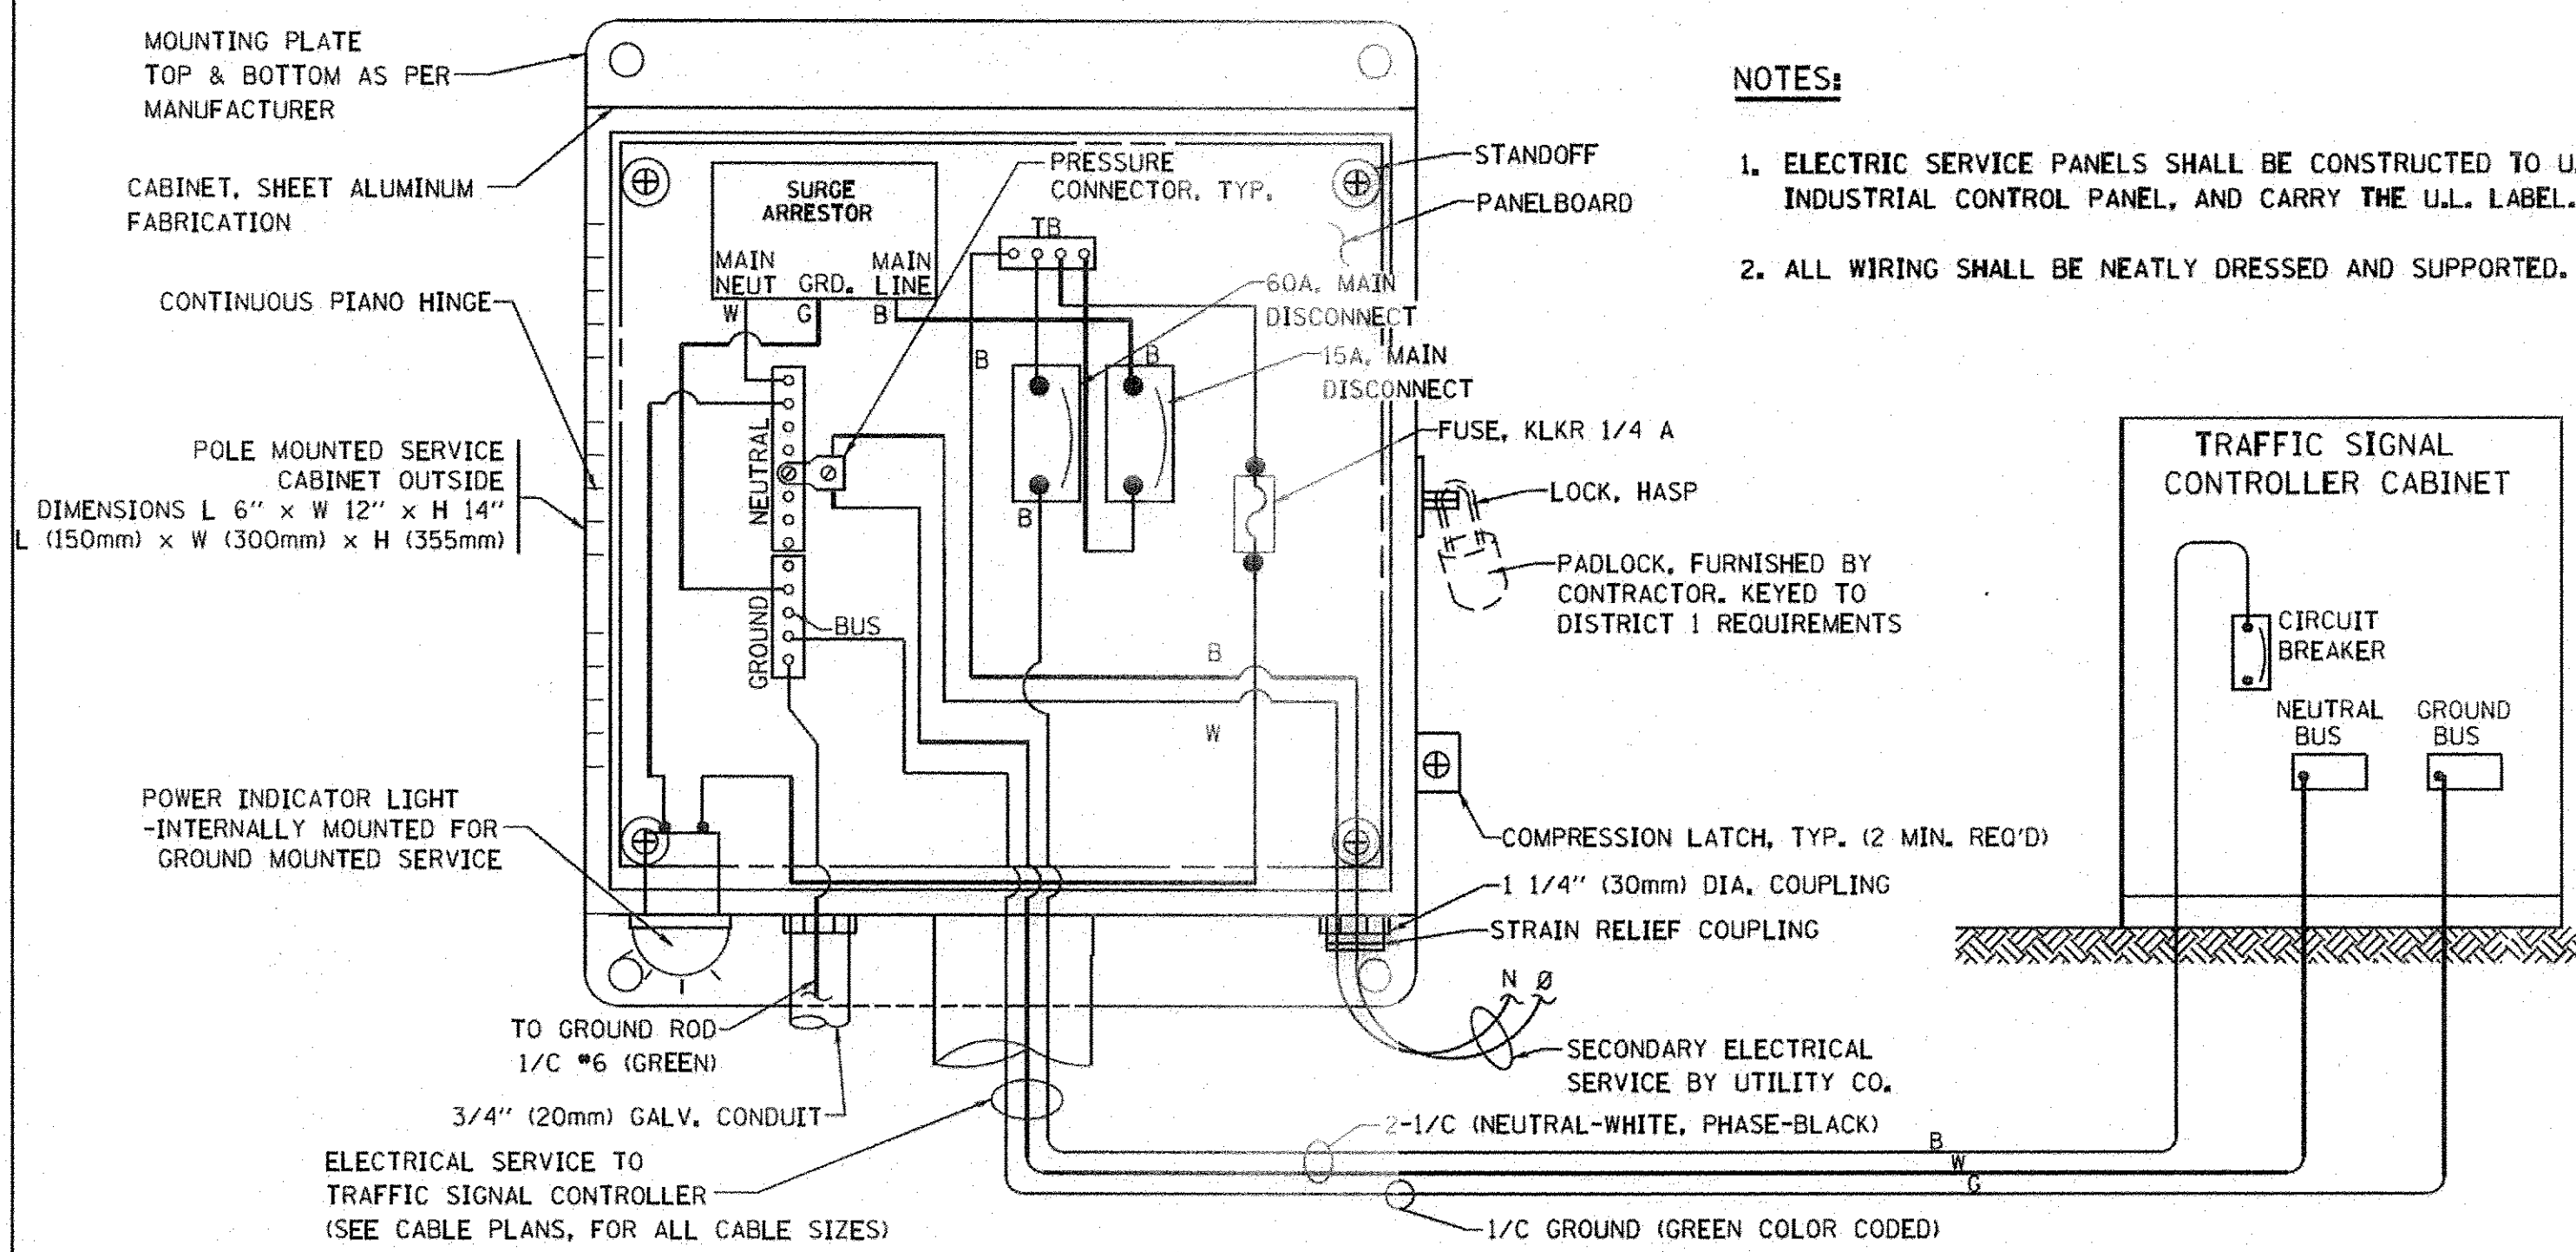 MOUNTING PLATE
TOP & BOTTOM AS PER
MANUFACTURER
CABINET, SHEET ALUMINUM
FABRICATION
CONTINUOUS PIANO HINGE
POLE MOUNTED SERVICE
CABINET OUTSIDE
DIMENSIONS L 6" x W 12" x H 14"
L (150mm) x W (300mm) x H (355mm)
POWER INDICATOR LIGHT
-INTERNALLY MOUNTED FOR
GROUND MOUNTED SERVICE
TO GROUND ROD
1/C #6 (GREEN)
3/4" (20mm) GALV. CONDUIT
ELECTRICAL SERVICE TO
TRAFFIC SIGNAL CONTROLLER
(SEE CABLE PLANS, FOR ALL CABLE SIZES)
SURGE
ARRESTOR
MAIN
NEUT
GRD.
MAIN
LINE
W
G
B
PRESSURE
CONNECTOR, TYP.
TB
B
B
B
NEUTRAL
GROUND
BUS
B
W
STANDOFF
PANELBOARD
60A, MAIN
DISCONNECT
15A, MAIN
DISCONNECT
FUSE, KLKR 1/4 A
LOCK, HASP
PADLOCK, FURNISHED BY
CONTRACTOR. KEYED TO
DISTRICT 1 REQUIREMENTS
COMPRESSION LATCH, TYP. (2 MIN. REQ'D)
1 1/4" (30mm) DIA. COUPLING
STRAIN RELIEF COUPLING
N Ø
SECONDARY ELECTRICAL
SERVICE BY UTILITY CO.
2-1/C (NEUTRAL-WHITE, PHASE-BLACK)
B
W
G
1/C GROUND (GREEN COLOR CODED)
NOTES:
1. ELECTRIC SERVICE PANELS SHALL BE CONSTRUCTED TO U.
INDUSTRIAL CONTROL PANEL, AND CARRY THE U.L. LABEL.
2. ALL WIRING SHALL BE NEATLY DRESSED AND SUPPORTED.
TRAFFIC SIGNAL
CONTROLLER CABINET
CIRCUIT
BREAKER
NEUTRAL
BUS
GROUND
BUS